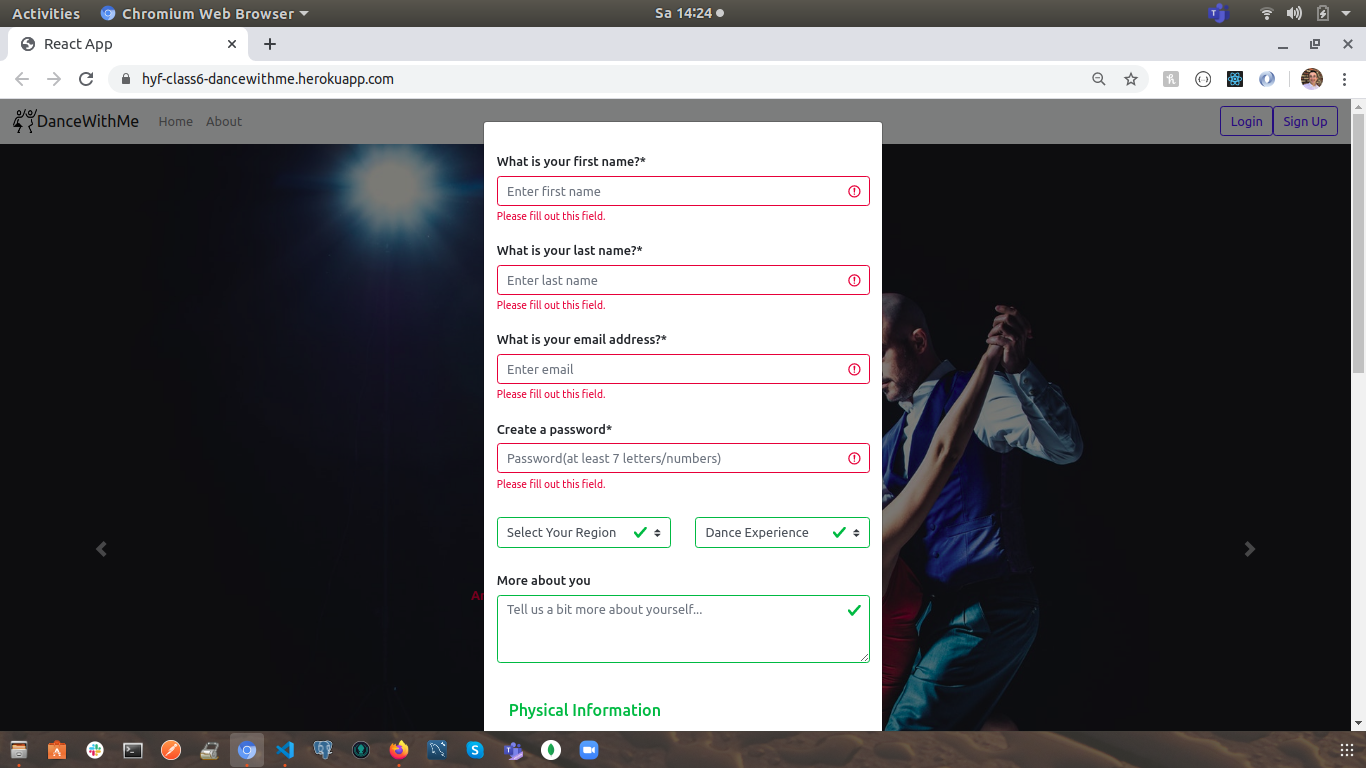 Activities Chromium Web Browser Sa 14:24
React App
hyf-class6-dancewithme.herokuapp.com
DanceWithMe Home About Login Sign Up
What is your first name?*
Enter first name
Please fill out this field.
What is your last name?*
Enter last name
Please fill out this field.
What is your email address?*
Enter email
Please fill out this field.
Create a password*
Password(at least 7 letters/numbers)
Please fill out this field.
Select Your Region Dance Experience
More about you
Tell us a bit more about yourself...
Physical Information